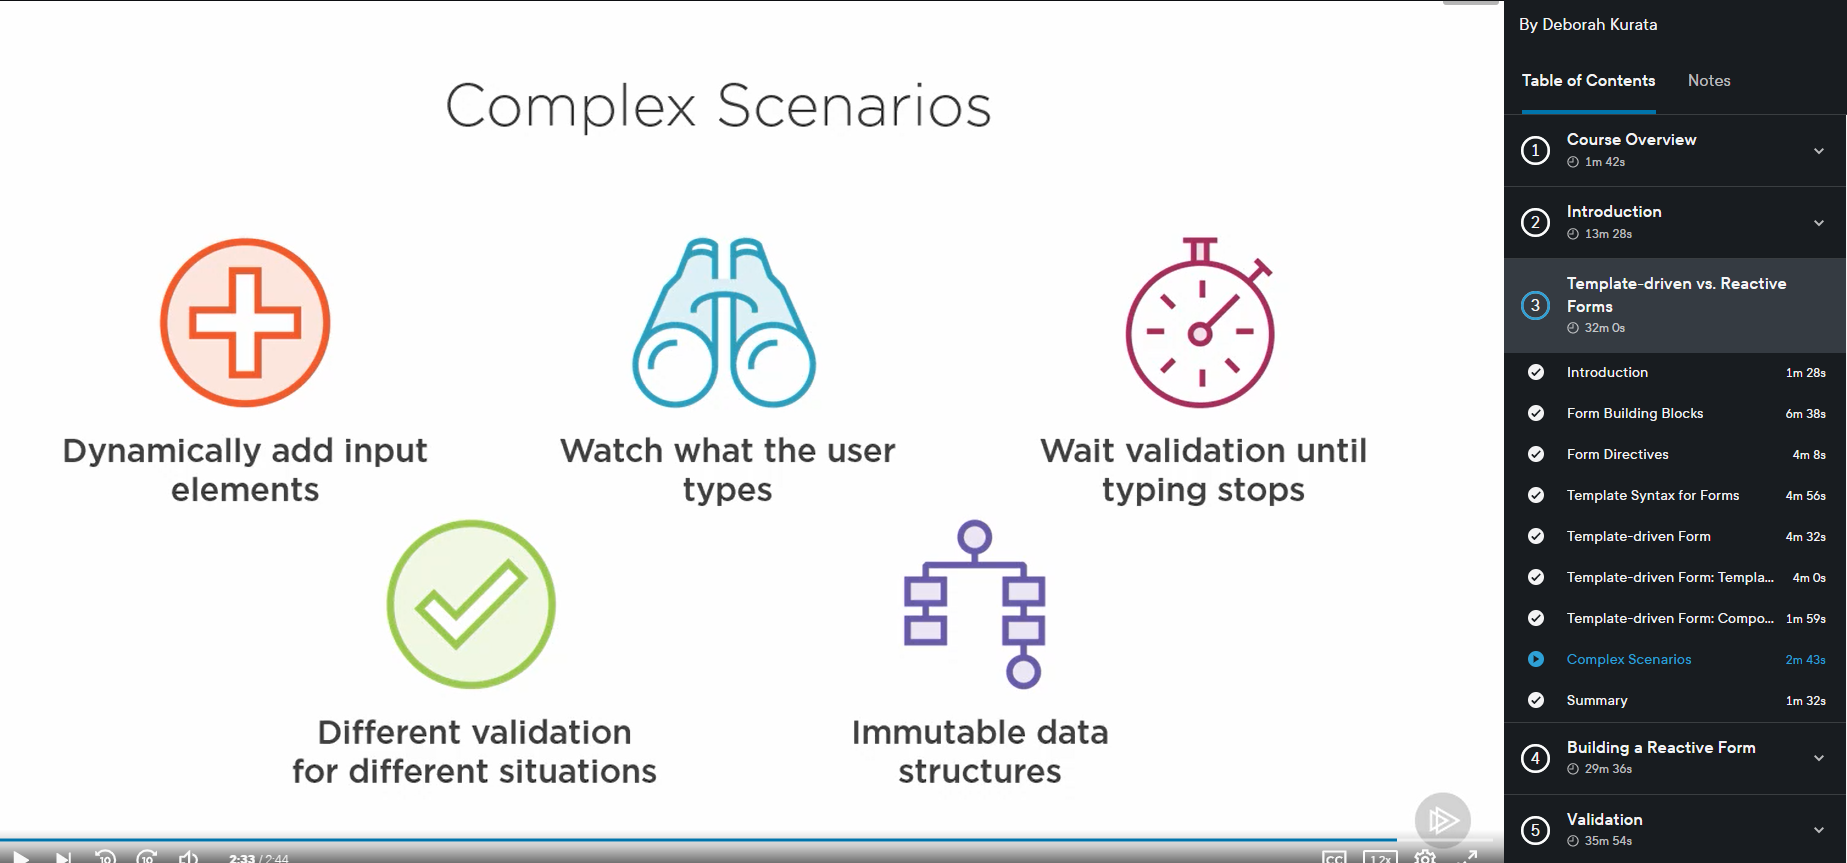 Complex Scenarios
Dynamically add input
elements
Watch what the user
types
Wait validation until
typing stops
Different validation
for different situations
Immutable data
structures
10
10
2:33 / 2:44
CC
1.2x
By Deborah Kurata
Table of Contents
Notes
1
Course Overview
1m 42s
2
Introduction
13m 28s
3
Template-driven vs. Reactive
Forms
32m 0s
Introduction 1m 28s
Form Building Blocks 6m 38s
Form Directives 4m 8s
Template Syntax for Forms 4m 56s
Template-driven Form 4m 32s
Template-driven Form: Templa... 4m 0s
Template-driven Form: Compo... 1m 59s
Complex Scenarios 2m 43s
Summary 1m 32s
4
Building a Reactive Form
29m 36s
5
Validation
35m 54s